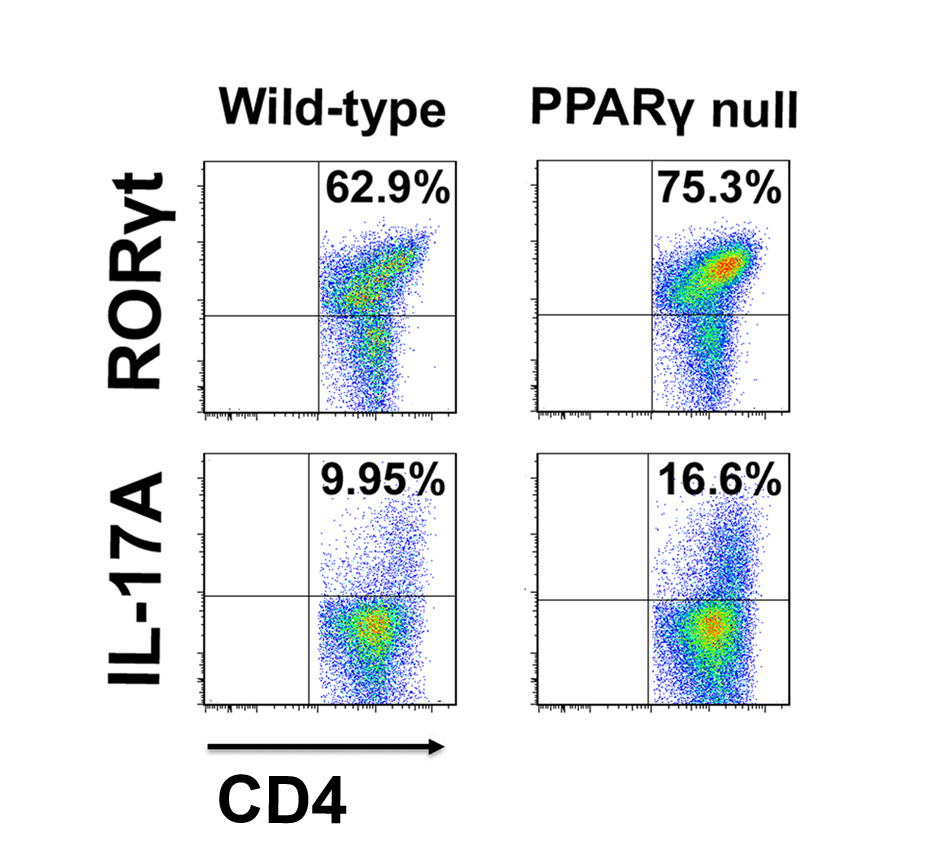 Wild-type
PPARγ null
RORγt
62.9%
75.3%
IL-17A
9.95%
16.6%
CD4